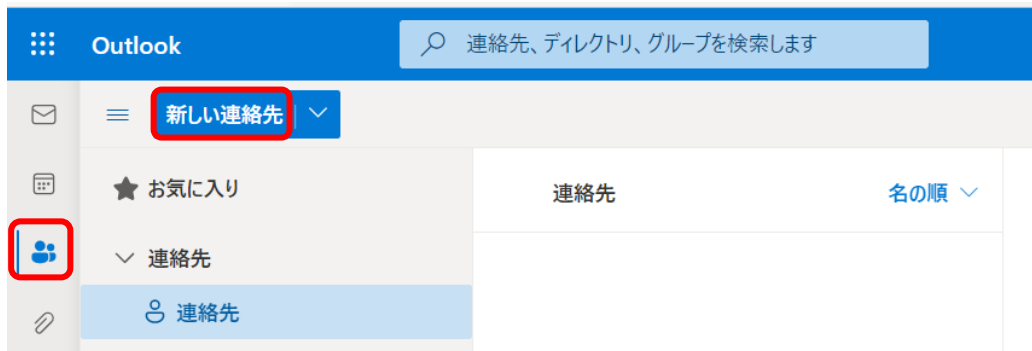 Outlook
連絡先、ディレクトリ、グループを検索します
新しい連絡先
お気に入り
連絡先
名の順
連絡先
連絡先